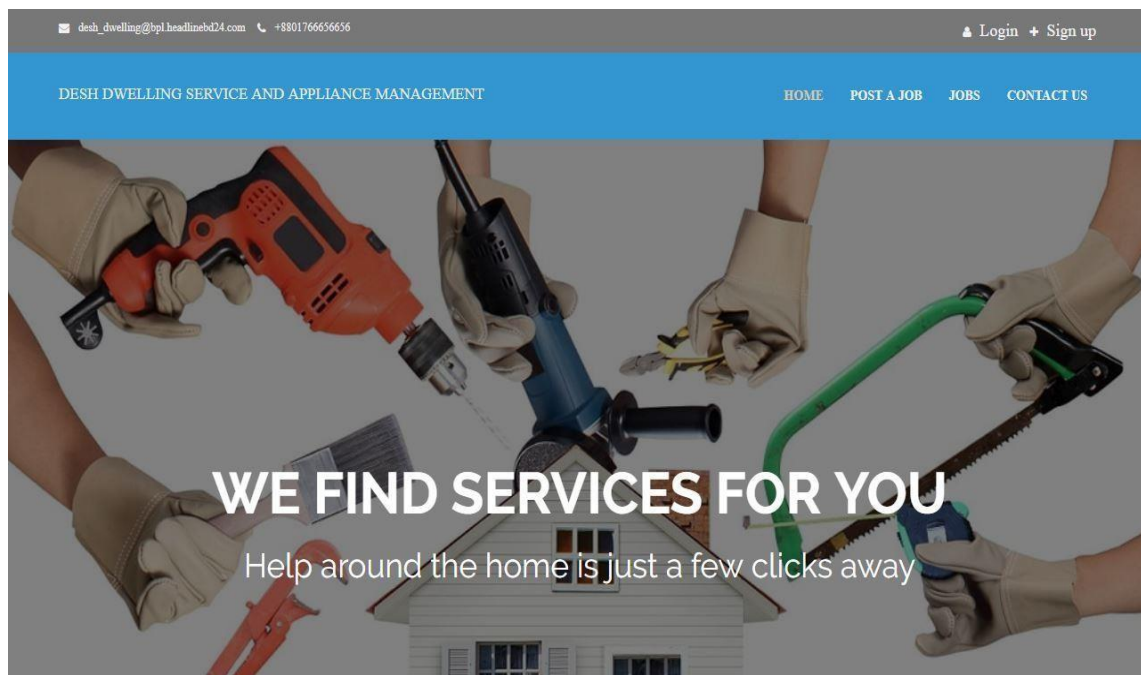 desh_dwelling@bpl.headlinebd24.com +8801766656656
Login + Sign up
DESH DWELLING SERVICE AND APPLIANCE MANAGEMENT
HOME POST A JOB JOBS CONTACT US
WE FIND SERVICES FOR YOU
Help around the home is just a few clicks away